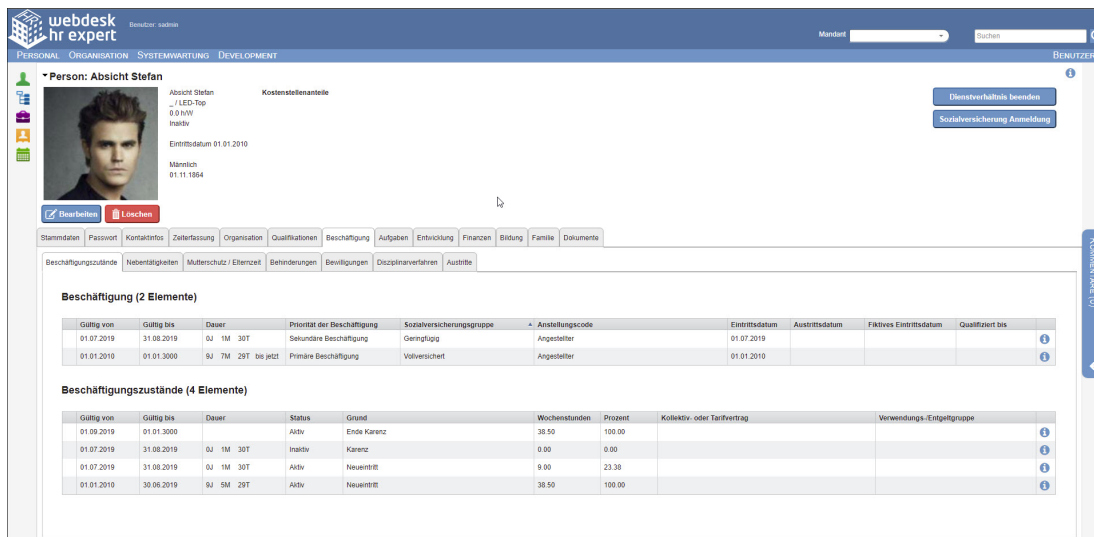 webdesk
hr expert
Benutzer: sadmin
Mandant
Suchen
PERSONAL ORGANISATION SYSTEMWARTUNG DEVELOPMENT BENUTZER
Person: Absicht Stefan
Absicht Stefan Kostenstellenanteile
_ / LED-Top
0.0 h/W
Inaktiv
Eintrittsdatum 01.01.2010
Männlich
01.11.1864
Dienstverhältnis beenden
Sozialversicherung Anmeldung
Bearbeiten Löschen
Stammdaten Passwort Kontaktinfos Zeiterfassung Organisation Qualifikationen Beschäftigung Aufgaben Entwicklung Finanzen Bildung Familie Dokumente
Beschäftigungszutände Nebentätigkeiten Mutterschutz / Elternzeit Behinderungen Bewilligungen Disziplinarverfahren Austritte
KOMMENTARE (0)
Beschäftigung (2 Elemente)
Gültig von Gültig bis Dauer Priorität der Beschäftigung Sozialversicherungsgruppe Anstellungscode Eintrittsdatum Austrittsdatum Fiktives Eintrittsdatum Qualifiziert bis
01.07.2019 31.08.2019 0J 1M 30T Sekundäre Beschäftigung Geringfügig Angestellter 01.07.2019
01.01.2010 01.01.3000 9J 7M 29T bis jetzt Primäre Beschäftigung Vollversichert Angestellter 01.01.2010
Beschäftigungszustände (4 Elemente)
Gültig von Gültig bis Dauer Status Grund Wochenstunden Prozent Kollektiv- oder Tarifvertrag Verwendungs-/Entgeltgruppe
01.09.2019 01.01.3000 Aktiv Ende Karenz 38.50 100.00
01.07.2019 31.08.2019 0J 1M 30T Inaktiv Karenz 0.00 0.00
01.07.2019 31.08.2019 0J 1M 30T Aktiv Neueintritt 9.00 23.38
01.01.2010 30.06.2019 9J 5M 29T Aktiv Neueintritt 38.50 100.00